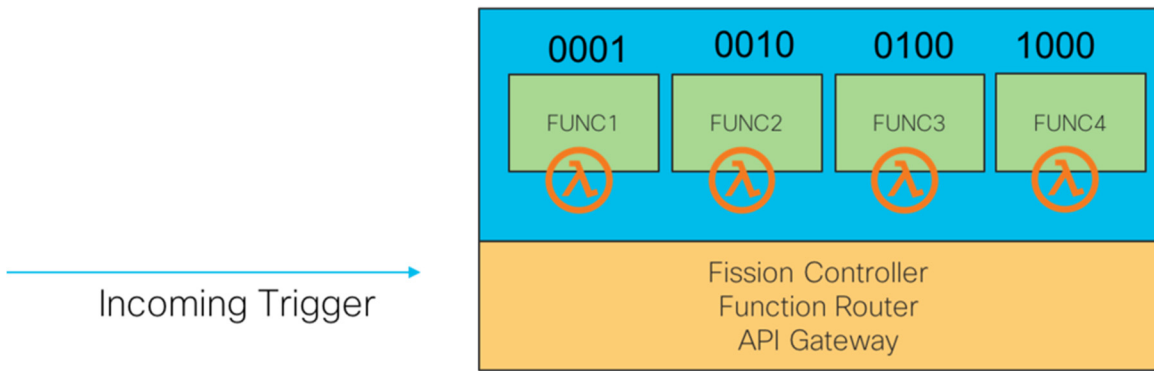 0001 0010 0100 1000
FUNC1 FUNC2 FUNC3 FUNC4
λ λ λ λ
Incoming Trigger
Fission Controller
Function Router
API Gateway